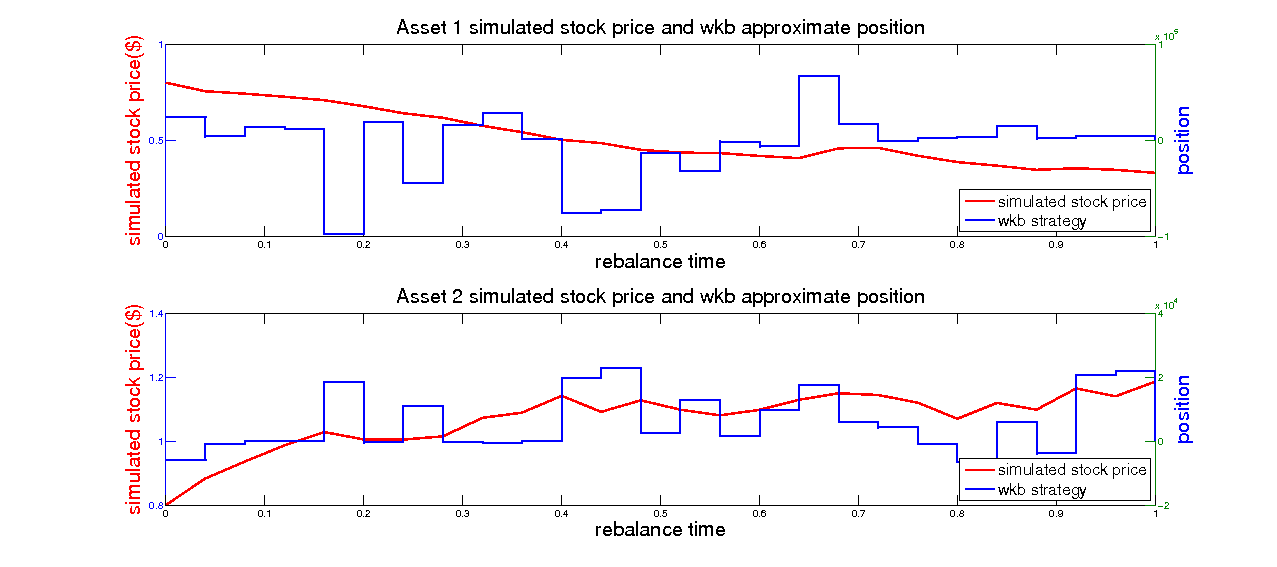 Asset 1 simulated stock price and wkb approximate position
simulated stock price($)
1
0.5
0
x 10^5
1
0
-1
position
simulated stock price
wkb strategy
0 0.1 0.2 0.3 0.4 0.5 0.6 0.7 0.8 0.9 1
rebalance time
Asset 2 simulated stock price and wkb approximate position
simulated stock price($)
1.4
1.2
1
0.8
x 10^4
4
2
0
-2
position
simulated stock price
wkb strategy
0 0.1 0.2 0.3 0.4 0.5 0.6 0.7 0.8 0.9 1
rebalance time